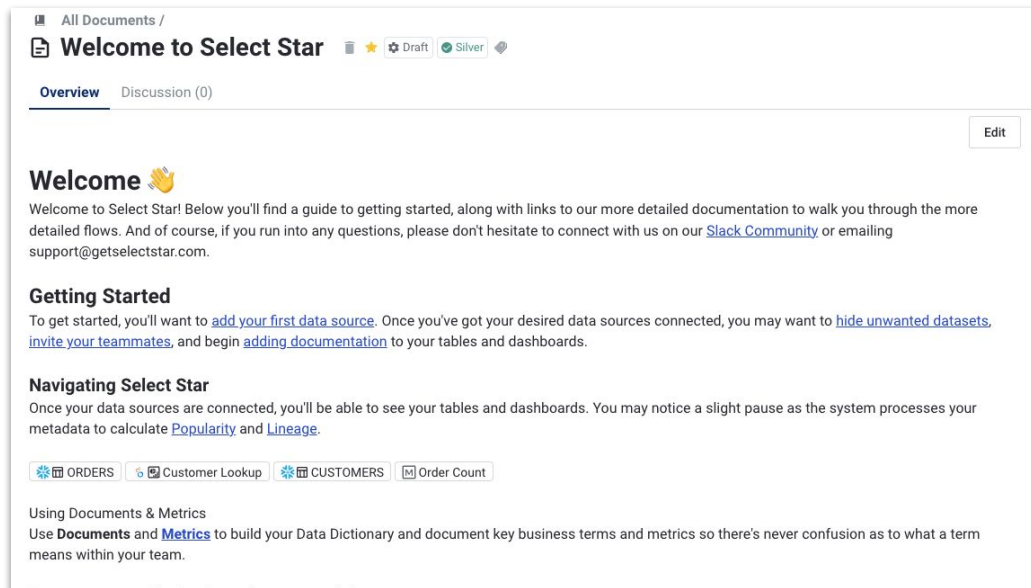 All Documents /
Welcome to Select Star Draft Silver
Overview Discussion (0)
Edit
Welcome 👋
Welcome to Select Star! Below you'll find a guide to getting started, along with links to our more detailed documentation to walk you through the more
detailed flows. And of course, if you run into any questions, please don't hesitate to connect with us on our Slack Community or emailing
support@getselectstar.com.
Getting Started
To get started, you'll want to add your first data source. Once you've got your desired data sources connected, you may want to hide unwanted datasets,
invite your teammates, and begin adding documentation to your tables and dashboards.
Navigating Select Star
Once your data sources are connected, you'll be able to see your tables and dashboards. You may notice a slight pause as the system processes your
metadata to calculate Popularity and Lineage.
ORDERS Customer Lookup CUSTOMERS M Order Count
Using Documents & Metrics
Use Documents and Metrics to build your Data Dictionary and document key business terms and metrics so there's never confusion as to what a term
means within your team.